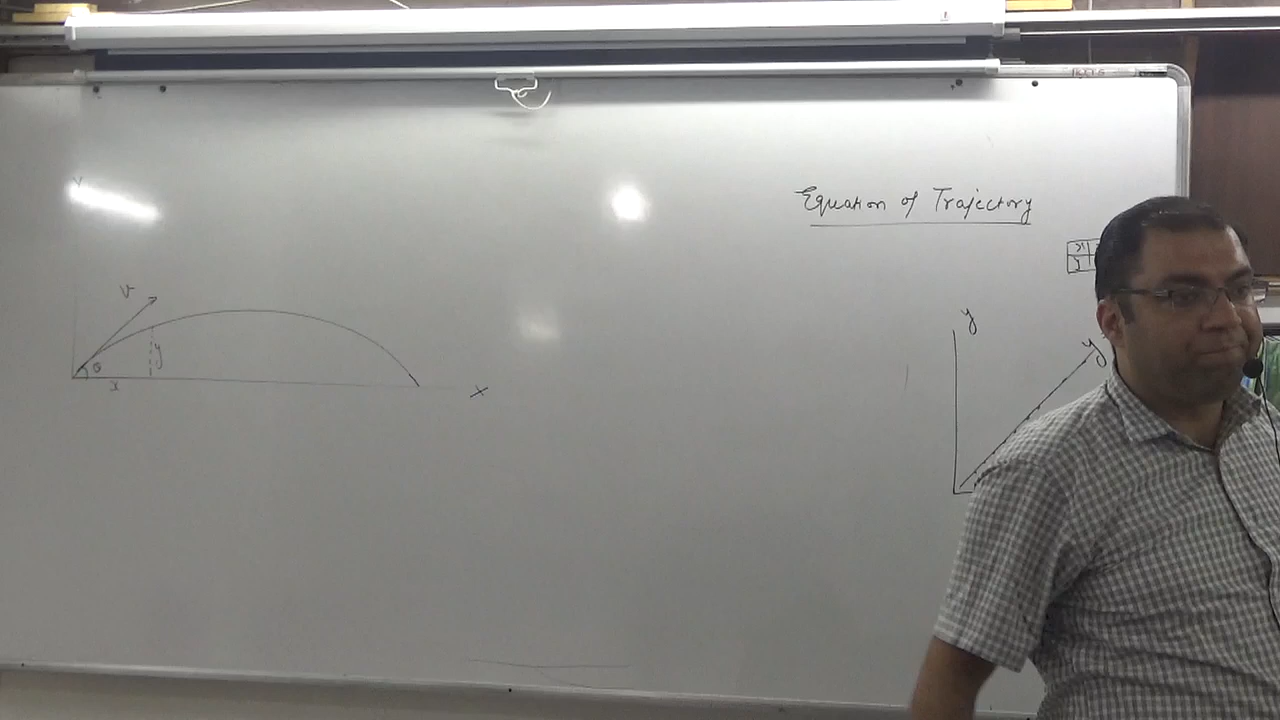 Equation of Trajectory
y
v
θ
y
x
X
y
y